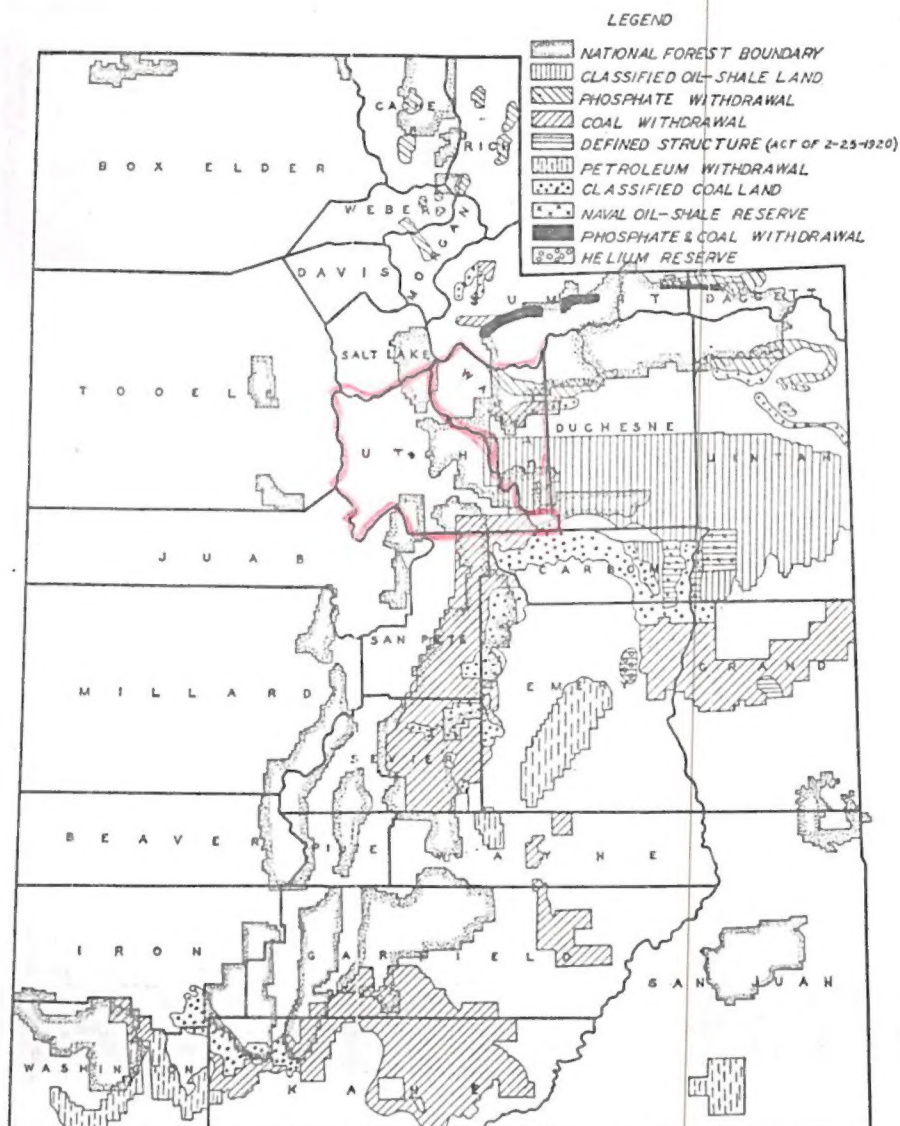 LEGEND
NATIONAL FOREST BOUNDARY
CLASSIFIED OIL-SHALE LAND
PHOSPHATE WITHDRAWAL
COAL WITHDRAWAL
DEFINED STRUCTURE (ACT OF 2-25-1920)
PETROLEUM WITHDRAWAL
CLASSIFIED COAL LAND
NAVAL OIL-SHALE RESERVE
PHOSPHATE & COAL WITHDRAWAL
HELIUM RESERVE
CACHE
RICH
BOX ELDER
WEBER
MORGAN
DAVIS
SUMMIT
DAGGETT
SALT LAKE
TOOELE
DUCHESNE
UTAH
UINTAH
JUAB
CARBON
SAN PETE
GRAND
MILLARD
EMERY
SEVIER
BEAVER
PIUTE
WAYNE
IRON
GARFIELD
SAN JUAN
WASHINGTON
KANE